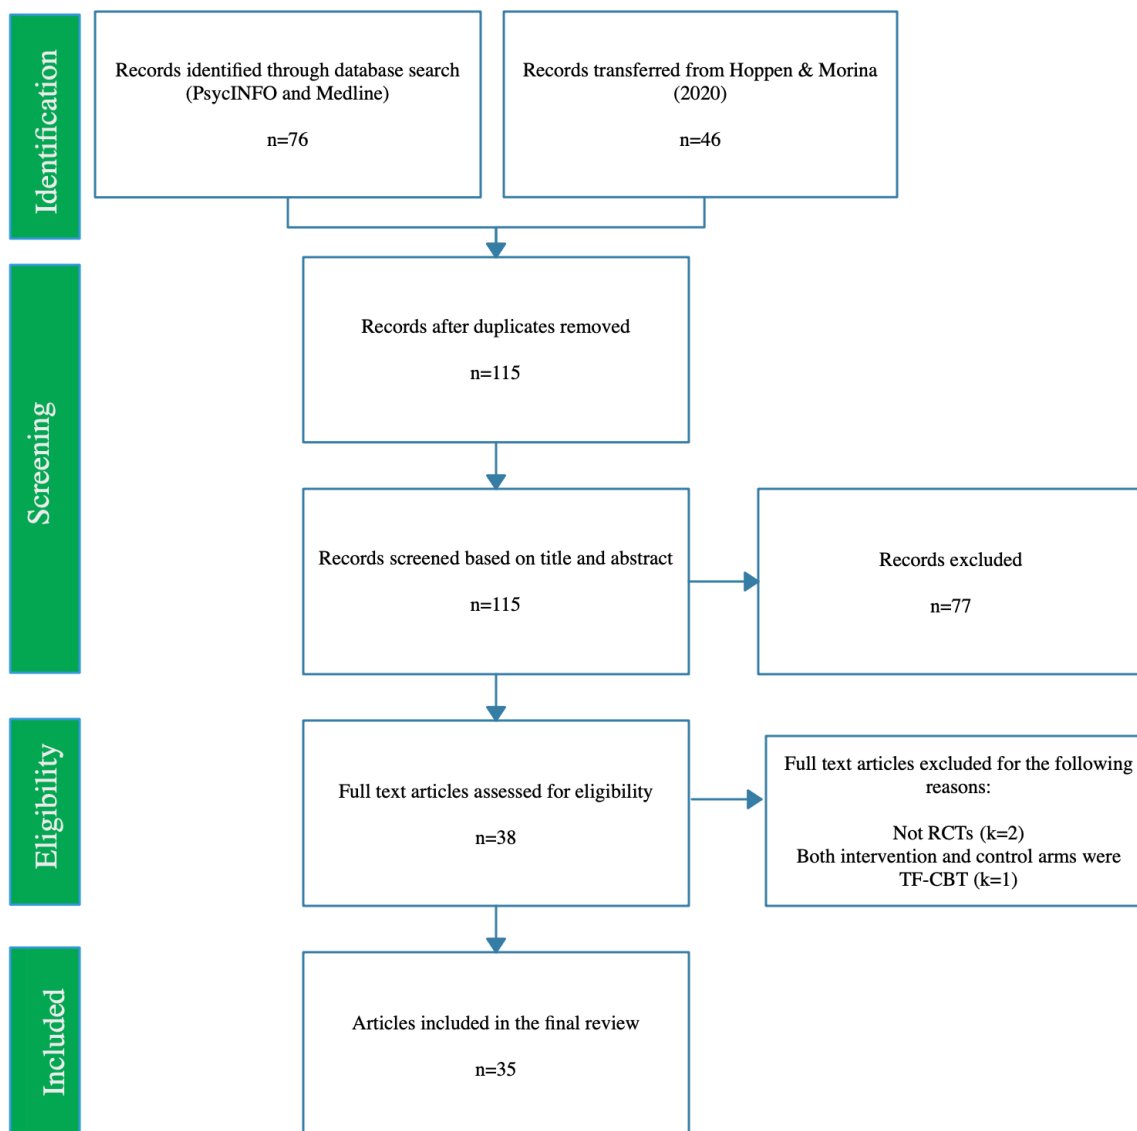 Identification
Records identified through database search
(PsycINFO and Medline)
n=76
Records transferred from Hoppen & Morina
(2020)
n=46
Screening
Records after duplicates removed
n=115
Records screened based on title and abstract
n=115
Records excluded
n=77
Eligibility
Full text articles assessed for eligibility
n=38
Full text articles excluded for the following
reasons:
Not RCTs (k=2)
Both intervention and control arms were
TF-CBT (k=1)
Included
Articles included in the final review
n=35